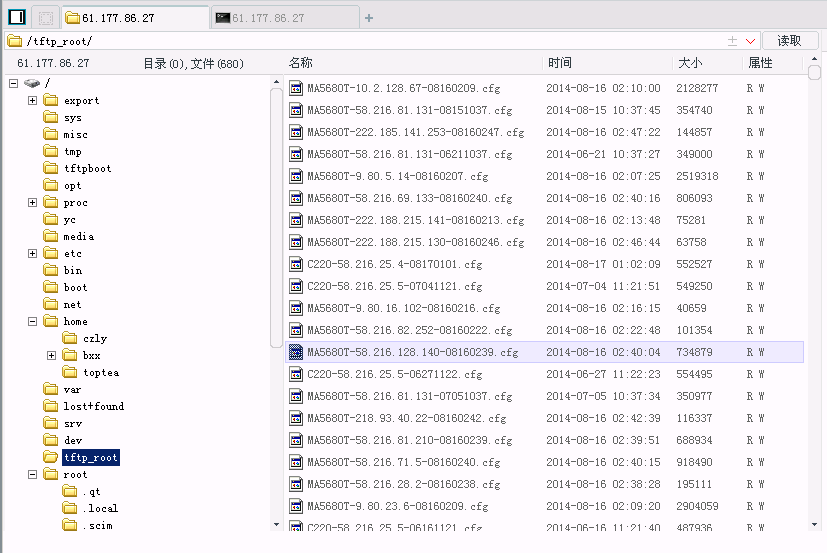 61.177.86.27 61.177.86.27 +
/tftp_root/ 读取
61.177.86.27 目录(0),文件(680)
/
export
sys
misc
tmp
tftpboot
opt
proc
yc
media
etc
bin
boot
net
home
czly
bxx
toptea
var
lost+found
srv
dev
tftp_root
root
.qt
.local
.scim
名称 时间 大小 属性
MA5680T-10.2.128.67-08160209.cfg 2014-08-16 02:10:00 2128277 R W
MA5680T-58.216.81.131-08151037.cfg 2014-08-15 10:37:45 354740 R W
MA5680T-222.185.141.253-08160247.cfg 2014-08-16 02:47:22 144857 R W
MA5680T-58.216.81.131-06211037.cfg 2014-06-21 10:37:27 349000 R W
MA5680T-9.80.5.14-08160207.cfg 2014-08-16 02:07:25 2519318 R W
MA5680T-58.216.69.133-08160240.cfg 2014-08-16 02:40:16 806093 R W
MA5680T-222.188.215.141-08160213.cfg 2014-08-16 02:13:48 75281 R W
MA5680T-222.188.215.130-08160246.cfg 2014-08-16 02:46:44 63758 R W
C220-58.216.25.4-08170101.cfg 2014-08-17 01:02:09 552527 R W
C220-58.216.25.5-07041121.cfg 2014-07-04 11:21:51 549250 R W
MA5680T-9.80.16.102-08160216.cfg 2014-08-16 02:16:15 40659 R W
MA5680T-58.216.82.252-08160222.cfg 2014-08-16 02:22:48 101354 R W
MA5680T-58.216.128.140-08160239.cfg 2014-08-16 02:40:04 734879 R W
C220-58.216.25.5-06271122.cfg 2014-06-27 11:22:23 554495 R W
MA5680T-58.216.81.131-07051037.cfg 2014-07-05 10:37:34 350977 R W
MA5680T-218.93.40.22-08160242.cfg 2014-08-16 02:42:39 116337 R W
MA5680T-58.216.81.210-08160239.cfg 2014-08-16 02:39:51 688934 R W
MA5680T-58.216.71.5-08160240.cfg 2014-08-16 02:40:15 918490 R W
MA5680T-58.216.28.2-08160238.cfg 2014-08-16 02:38:28 195111 R W
MA5680T-9.80.23.6-08160209.cfg 2014-08-16 02:09:20 2904059 R W
C220-58.216.25.5-06161121.cfg 2014-06-16 11:21:40 487936 R W